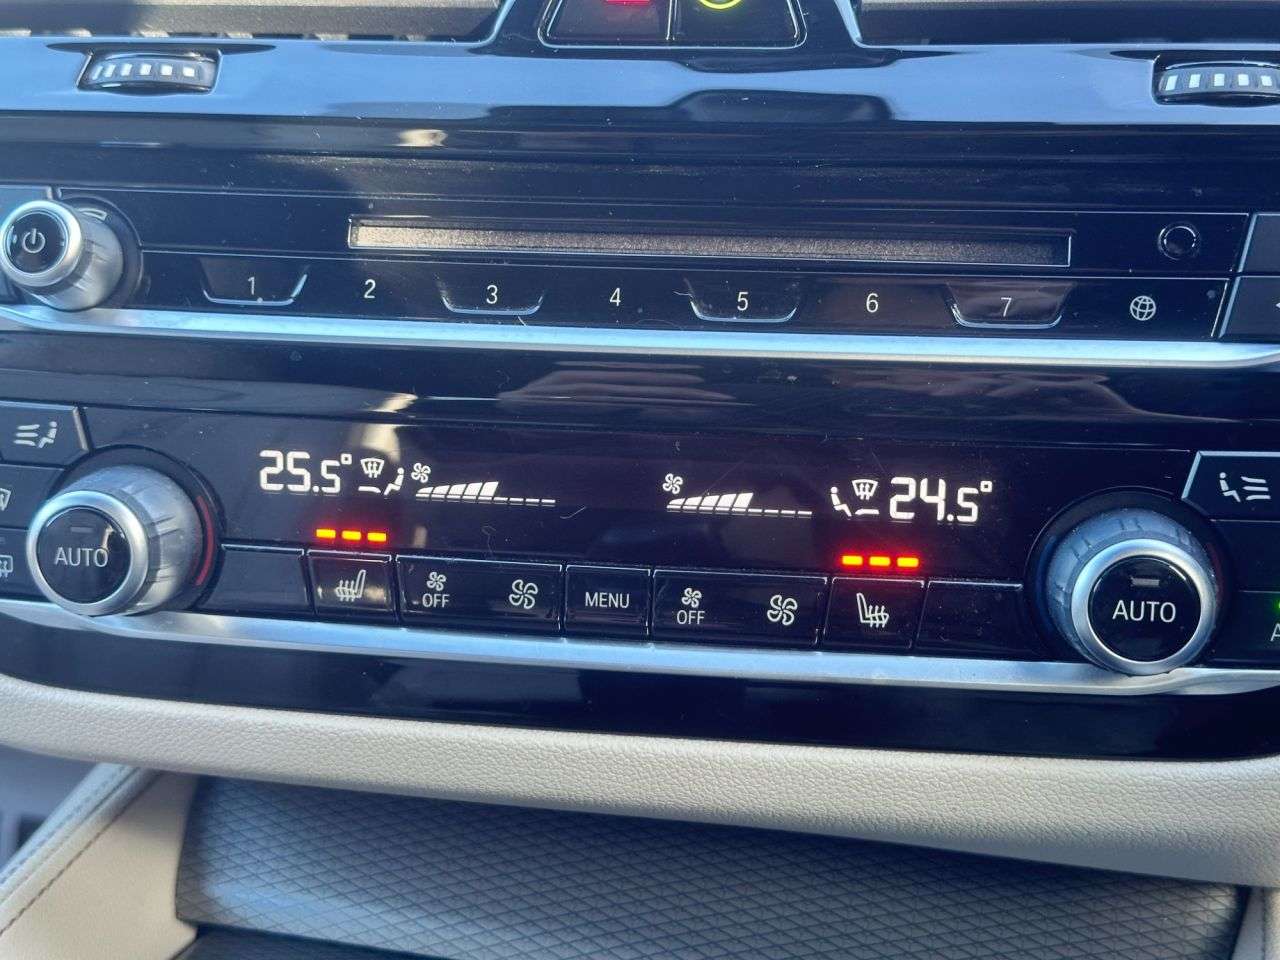 1 2 3 4 5 6 7
25.5° 24.5°
AUTO OFF MENU OFF AUTO
A